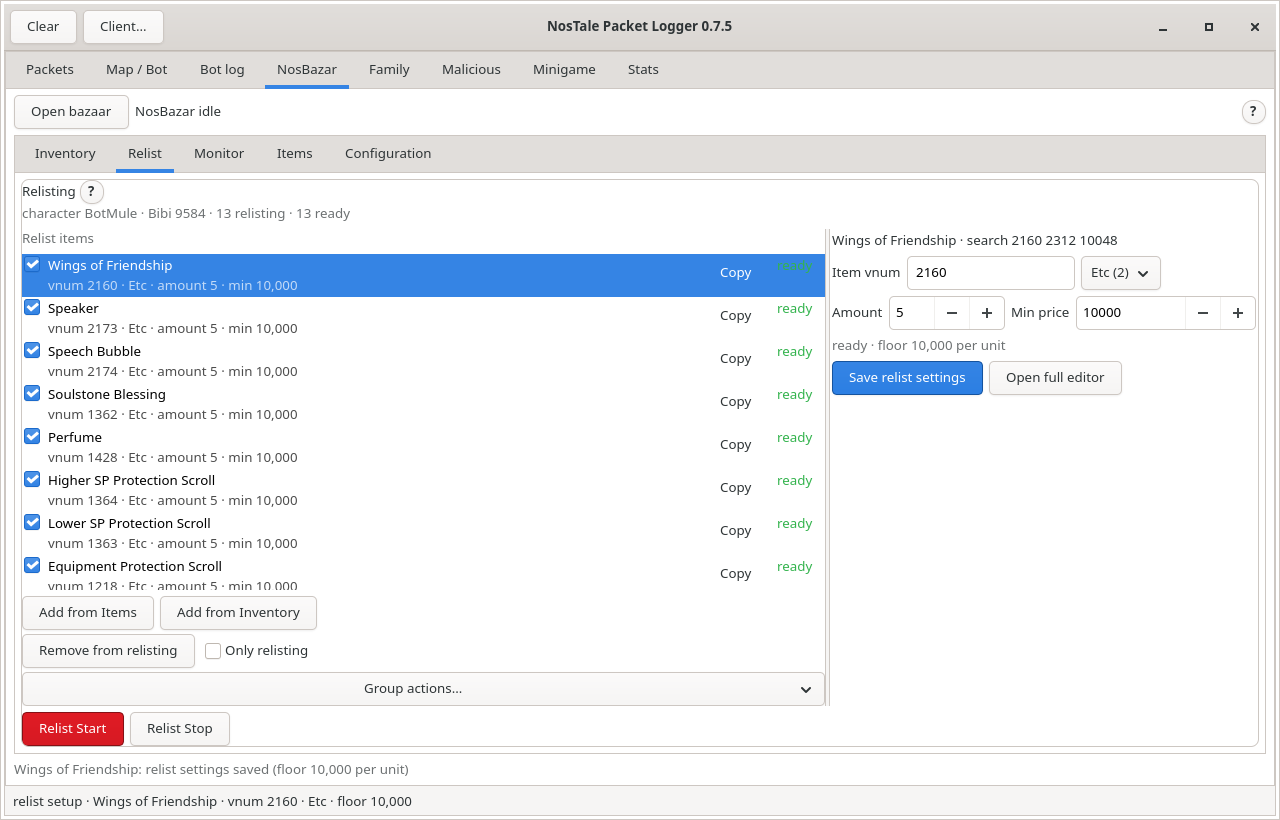 Clear Client... NosTale Packet Logger 0.7.5
Packets Map / Bot Bot log NosBazar Family Malicious Minigame Stats
Open bazaar NosBazar idle ?
Inventory Relist Monitor Items Configuration
Relisting ?
character BotMule · Bibi 9584 · 13 relisting · 13 ready
Relist items
Wings of Friendship Copy ready
vnum 2160 · Etc · amount 5 · min 10,000
Speaker Copy ready
vnum 2173 · Etc · amount 5 · min 10,000
Speech Bubble Copy ready
vnum 2174 · Etc · amount 5 · min 10,000
Soulstone Blessing Copy ready
vnum 1362 · Etc · amount 5 · min 10,000
Perfume Copy ready
vnum 1428 · Etc · amount 5 · min 10,000
Higher SP Protection Scroll Copy ready
vnum 1364 · Etc · amount 5 · min 10,000
Lower SP Protection Scroll Copy ready
vnum 1363 · Etc · amount 5 · min 10,000
Equipment Protection Scroll Copy ready
vnum 1218 · Etc · amount 5 · min 10,000
Add from Items Add from Inventory
Remove from relisting Only relisting
Group actions...
Relist Start Relist Stop
Wings of Friendship · search 2160 2312 10048
Item vnum 2160 Etc (2)
Amount 5 Min price 10000
ready · floor 10,000 per unit
Save relist settings Open full editor
Wings of Friendship: relist settings saved (floor 10,000 per unit)
relist setup · Wings of Friendship · vnum 2160 · Etc · floor 10,000